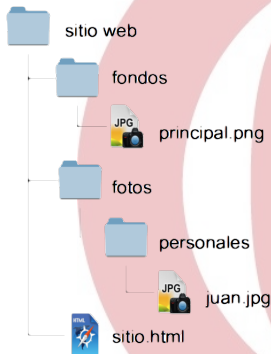 sitio web
fondos
JPG
principal.png
fotos
personales
JPG
juan.jpg
HTML
sitio.html